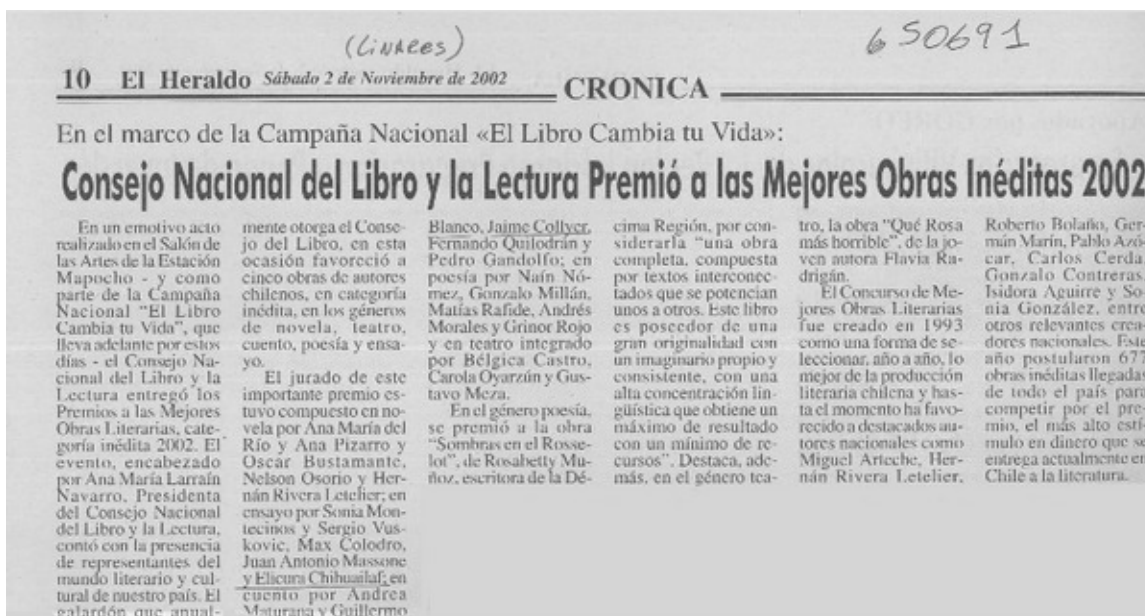 (Linares)
650691
10 El Heraldo Sábado 2 de Noviembre de 2002
CRONICA
En el marco de la Campaña Nacional «El Libro Cambia tu Vida»:
Consejo Nacional del Libro y la Lectura Premió a las Mejores Obras Inéditas 2002
En un emotivo acto
realizado en el Salón de
las Artes de la Estación
Mapocho - y como
parte de la Campaña
Nacional "El Libro
Cambia tu Vida", que
lleva adelante por estos
días - el Consejo Na-
cional del Libro y la
Lectura entregó los
Premios a las Mejores
Obras Literarias, cate-
goría inédita 2002. El
evento, encabezado
por Ana María Larraín
Navarro, Presidenta
del Consejo Nacional
del Libro y la Lectura,
contó con la presencia
de representantes del
mundo literario y cul-
tural de nuestro país. El
galardón que anual-
mente otorga el Conse-
jo del Libro, en esta
ocasión favoreció a
cinco obras de autores
chilenos, en categoría
inédita, en los géneros
de novela, teatro,
cuento, poesía y ensa-
yo.
El jurado de este
importante premio es-
tuvo compuesto en no-
vela por Ana María del
Río y Ana Pizarro y
Oscar Bustamante,
Nelson Osorio y Her-
nán Rivera Letelier; en
ensayo por Sonia Mon-
tecinos y Sergio Vus-
kovic, Max Colodro,
Juan Antonio Massone
y Elicura Chihuailaf; en
cuento por Andrea
Maturana y Guillermo
Blanco, Jaime Collyer,
Fernando Quilodrán y
Pedro Gandolfo; en
poesía por Naín Nó-
mez, Gonzalo Millán,
Matías Rafide, Andrés
Morales y Grinor Rojo
y en teatro integrado
por Bélgica Castro,
Carola Oyarzún y Gus-
tavo Meza.
En el género poesía,
se premió a la obra
"Sombras en el Rosse-
lot", de Rosabetty Mu-
ñoz, escritora de la Dé-
cima Región, por con-
siderarla "una obra
completa, compuesta
por textos interconec-
tados que se potencian
unos a otros. Este libro
es poseedor de una
gran originalidad con
un imaginario propio y
consistente, con una
alta concentración lin-
güística que obtiene un
máximo de resultado
con un mínimo de re-
cursos". Destaca, ade-
más, en el género tea-
tro, la obra "Qué Rosa
más horrible", de la jo-
ven autora Flavia Ra-
drigán.
El Concurso de Me-
jores Obras Literarias
fue creado en 1993
como una forma de se-
leccionar, año a año, lo
mejor de la producción
literaria chilena y has-
ta el momento ha favo-
recido a destacados au-
tores nacionales como
Miguel Arteche, Her-
nán Rivera Letelier,
Roberto Bolaño, Ger-
mán Marín, Pablo Azó-
car, Carlos Cerda,
Gonzalo Contreras,
Isidora Aguirre y So-
nia González, entre
otros relevantes crea-
dores nacionales. Este
año postularon 672
obras inéditas llegadas
de todo el país para
competir por el pre-
mio, el más alto estí-
mulo en dinero que se
entrega actualmente en
Chile a la literatura.